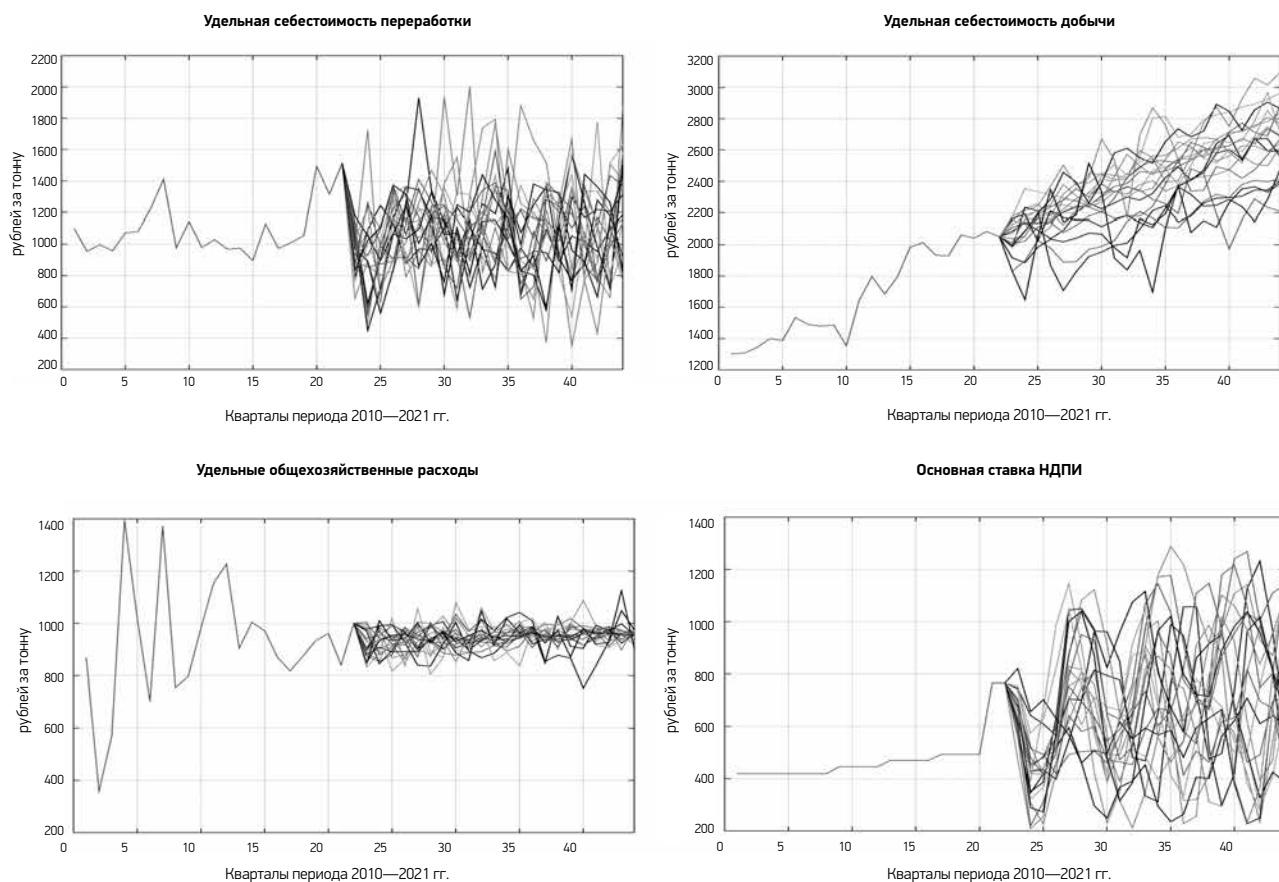 Удельная себестоимость переработки
рублей за тонну
2200
2000
1800
1600
1400
1200
1000
800
600
400
200
0 5 10 15 20 25 30 35 40
Кварталы периода 2010—2021 гг.
Удельная себестоимость добычи
рублей за тонну
3200
3000
2800
2600
2400
2200
2000
1800
1600
1400
1200
0 5 10 15 20 25 30 35 40
Кварталы периода 2010—2021 гг.
Удельные общехозяйственные расходы
рублей за тонну
1400
1200
1000
800
600
400
200
0 5 10 15 20 25 30 35 40
Кварталы периода 2010—2021 гг.
Основная ставка НДПИ
рублей за тонну
1400
1200
1000
800
600
400
200
0 5 10 15 20 25 30 35 40
Кварталы периода 2010—2021 гг.